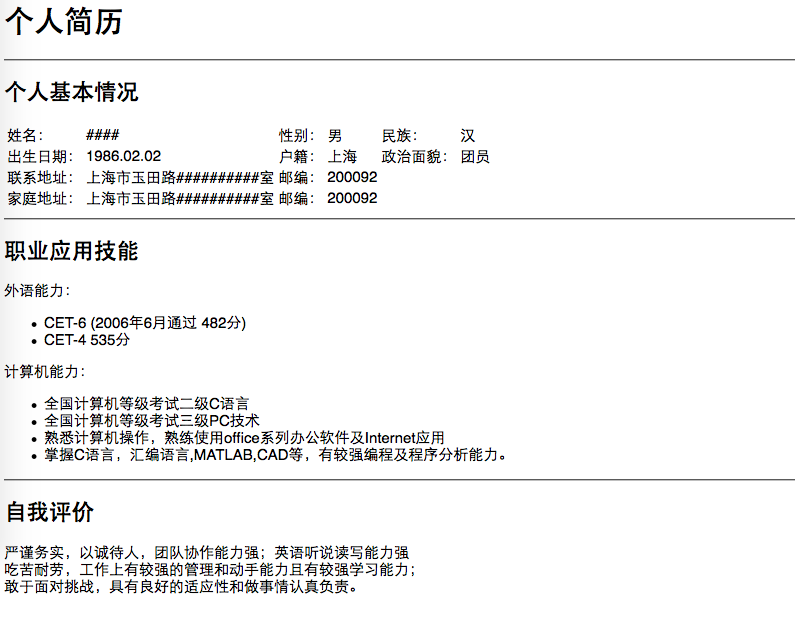 个人简历
个人基本情况
姓名： #### 性别： 男 民族： 汉
出生日期： 1986.02.02 户籍： 上海 政治面貌： 团员
联系地址： 上海市玉田路##########室 邮编： 200092
家庭地址： 上海市玉田路##########室 邮编： 200092
职业应用技能
外语能力：
• CET-6 (2006年6月通过 482分)
• CET-4 535分
计算机能力：
• 全国计算机等级考试二级C语言
• 全国计算机等级考试三级PC技术
• 熟悉计算机操作，熟练使用office系列办公软件及Internet应用
• 掌握C语言，汇编语言,MATLAB,CAD等，有较强编程及程序分析能力。
自我评价
严谨务实，以诚待人，团队协作能力强；英语听说读写能力强
吃苦耐劳，工作上有较强的管理和动手能力且有较强学习能力；
敢于面对挑战，具有良好的适应性和做事情认真负责。